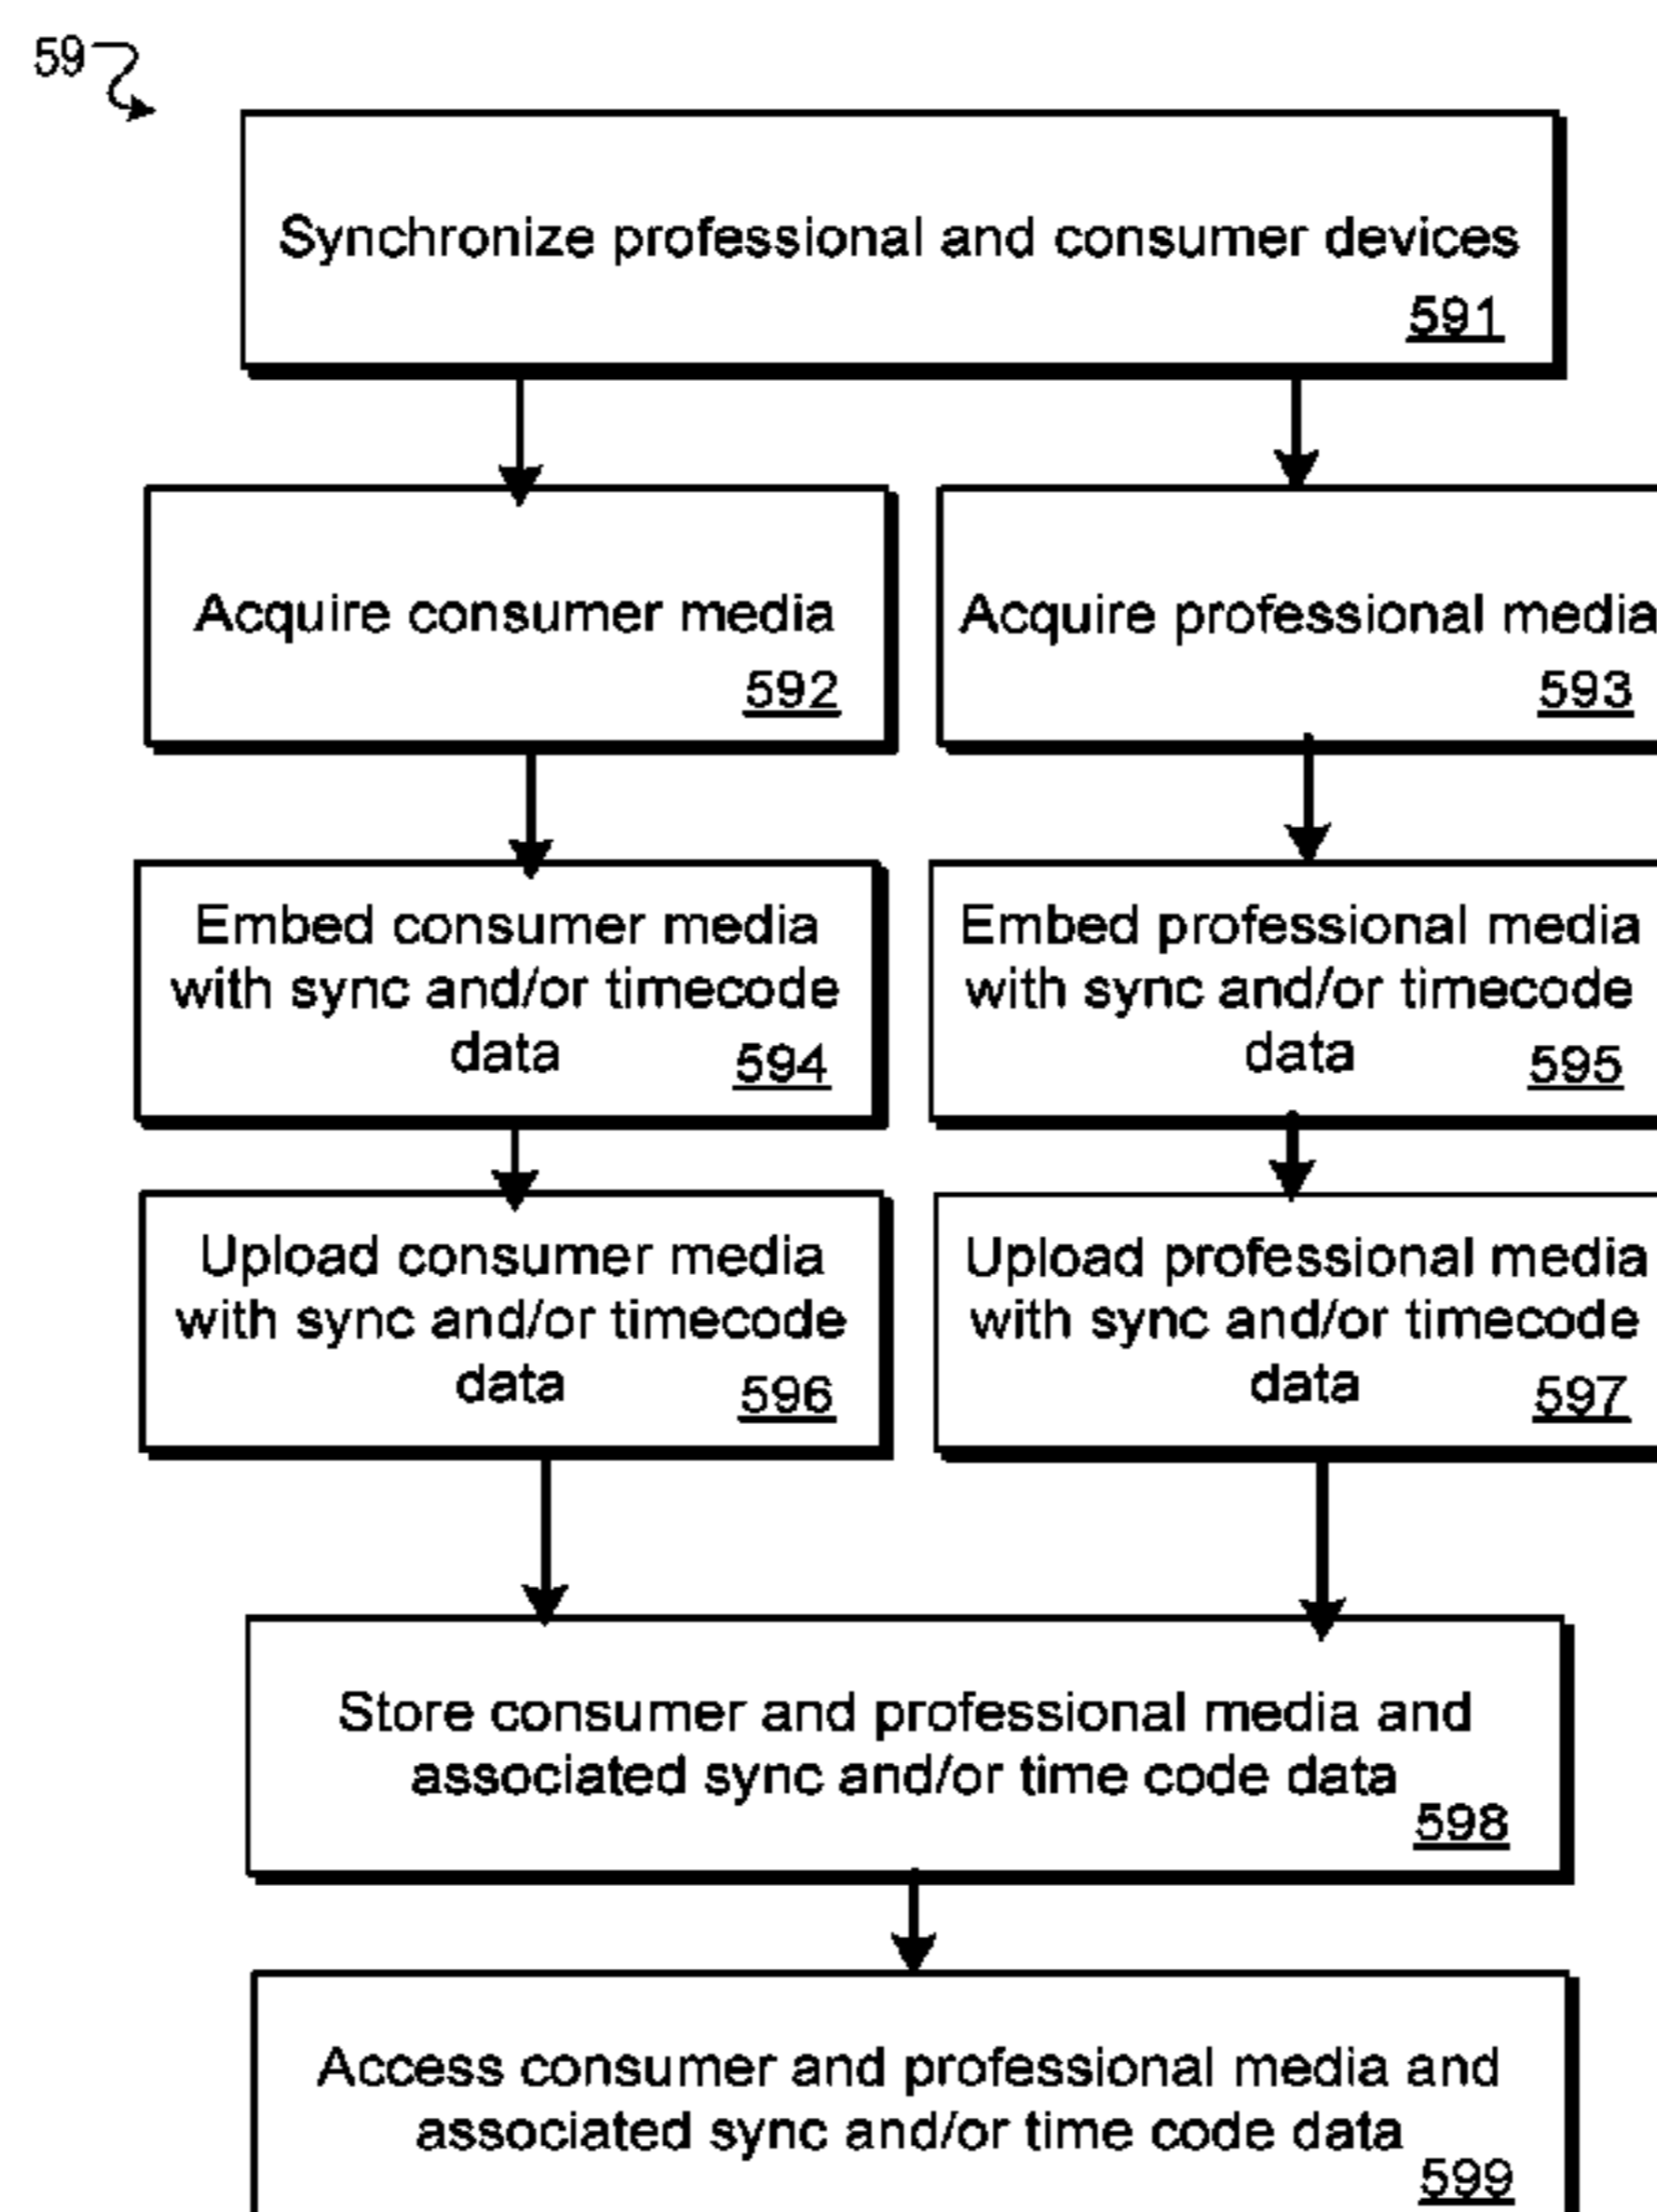 59
Synchronize professional and consumer devices
591
Acquire consumer media
592
Acquire professional media
593
Embed consumer media
with sync and/or timecode
data 594
Embed professional media
with sync and/or timecode
data 595
Upload consumer media
with sync and/or timecode
data 596
Upload professional media
with sync and/or timecode
data 597
Store consumer and professional media and
associated sync and/or time code data
598
Access consumer and professional media and
associated sync and/or time code data
599